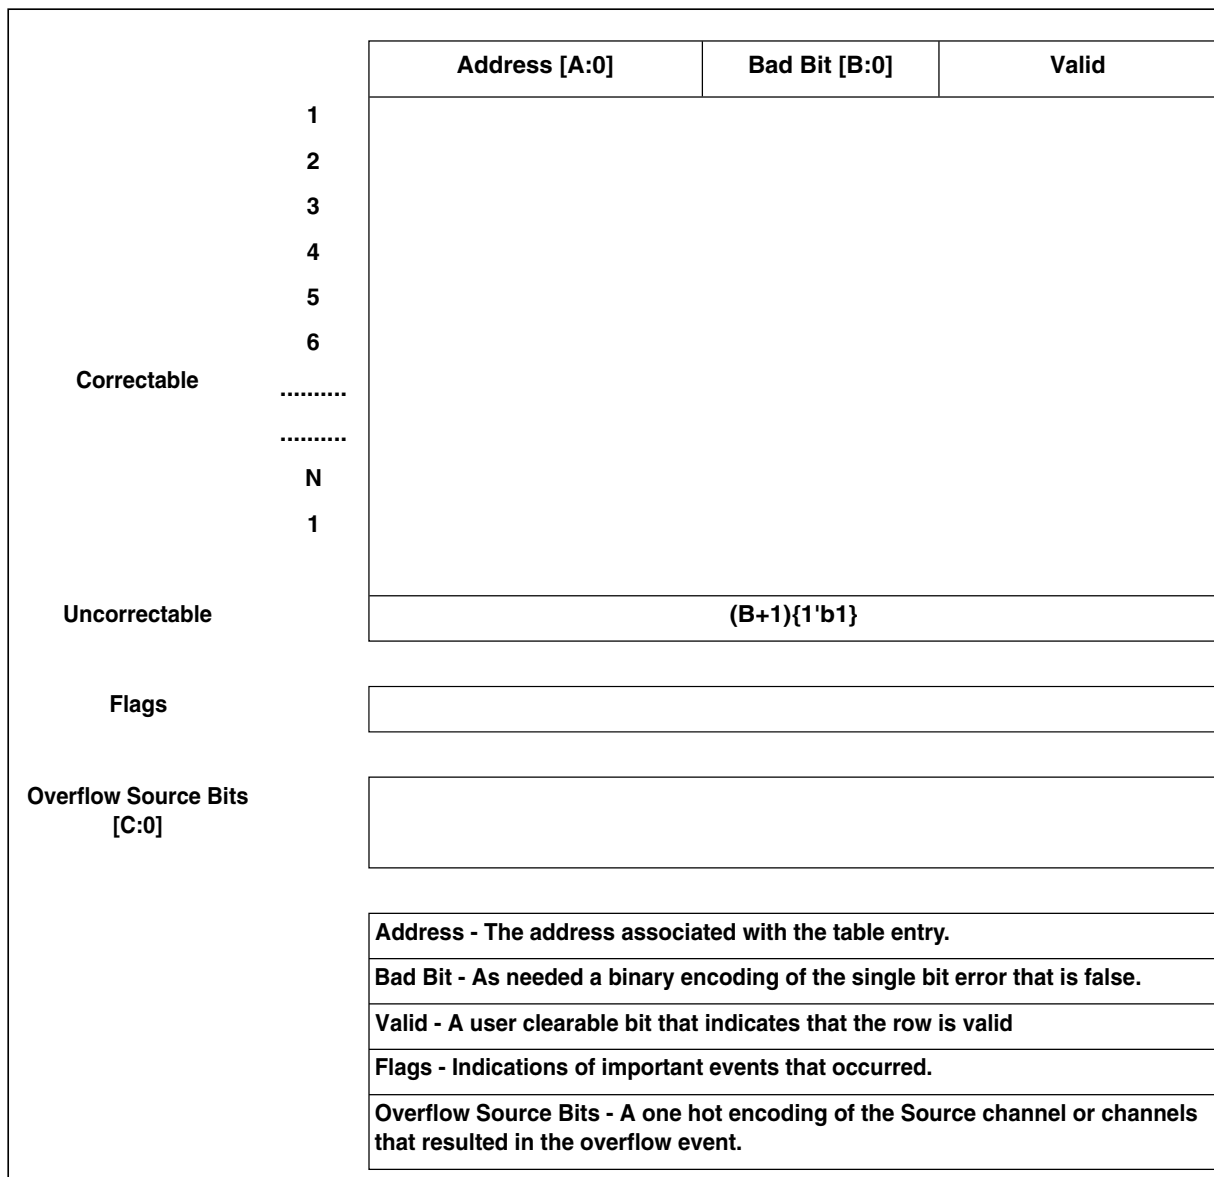 Address [A:0] Bad Bit [B:0] Valid
1
2
3
4
5
6
Correctable
..........
..........
N
1
Uncorrectable (B+1){1'b1}
Flags
Overflow Source Bits
[C:0]
Address - The address associated with the table entry.
Bad Bit - As needed a binary encoding of the single bit error that is false.
Valid - A user clearable bit that indicates that the row is valid
Flags - Indications of important events that occurred.
Overflow Source Bits - A one hot encoding of the Source channel or channels
that resulted in the overflow event.